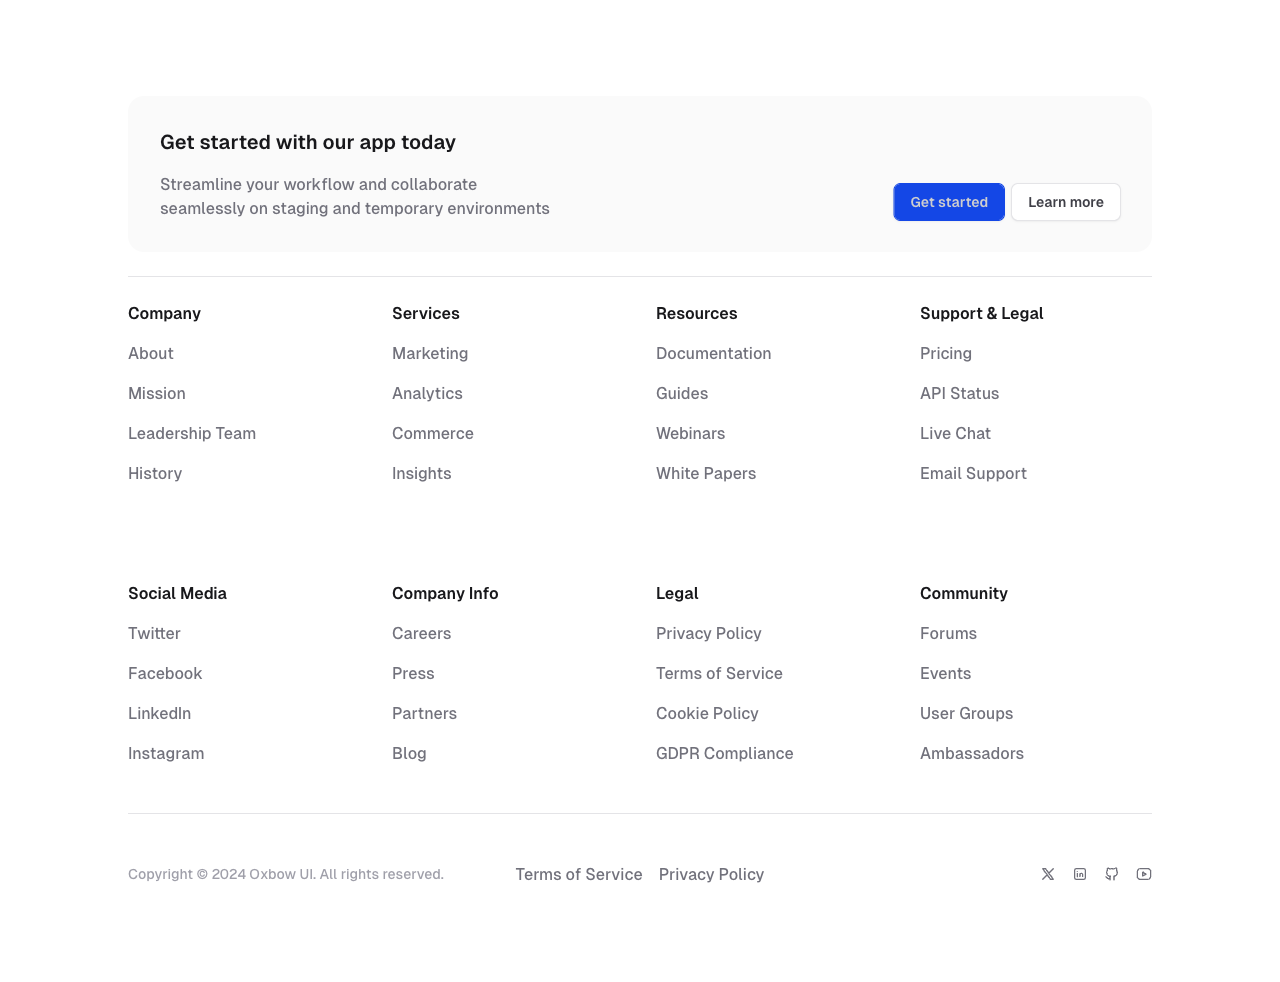 Get started with our app today
Streamline your workflow and collaborate
seamlessly on staging and temporary environments
Get started
Learn more
Company
About
Mission
Leadership Team
History
Services
Marketing
Analytics
Commerce
Insights
Resources
Documentation
Guides
Webinars
White Papers
Support & Legal
Pricing
API Status
Live Chat
Email Support
Social Media
Twitter
Facebook
LinkedIn
Instagram
Company Info
Careers
Press
Partners
Blog
Legal
Privacy Policy
Terms of Service
Cookie Policy
GDPR Compliance
Community
Forums
Events
User Groups
Ambassadors
Copyright © 2024 Oxbow UI. All rights reserved.
Terms of Service
Privacy Policy